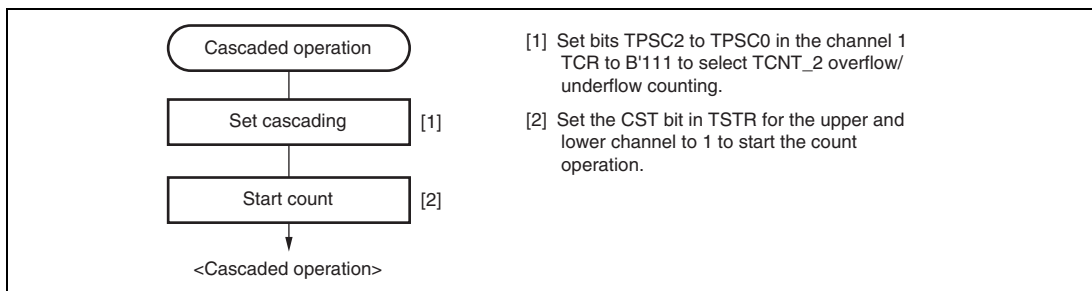 Cascaded operation
Set cascading [1]
Start count [2]
<Cascaded operation>
[1] Set bits TPSC2 to TPSC0 in the channel 1
TCR to B'111 to select TCNT_2 overflow/
underflow counting.
[2] Set the CST bit in TSTR for the upper and
lower channel to 1 to start the count
operation.